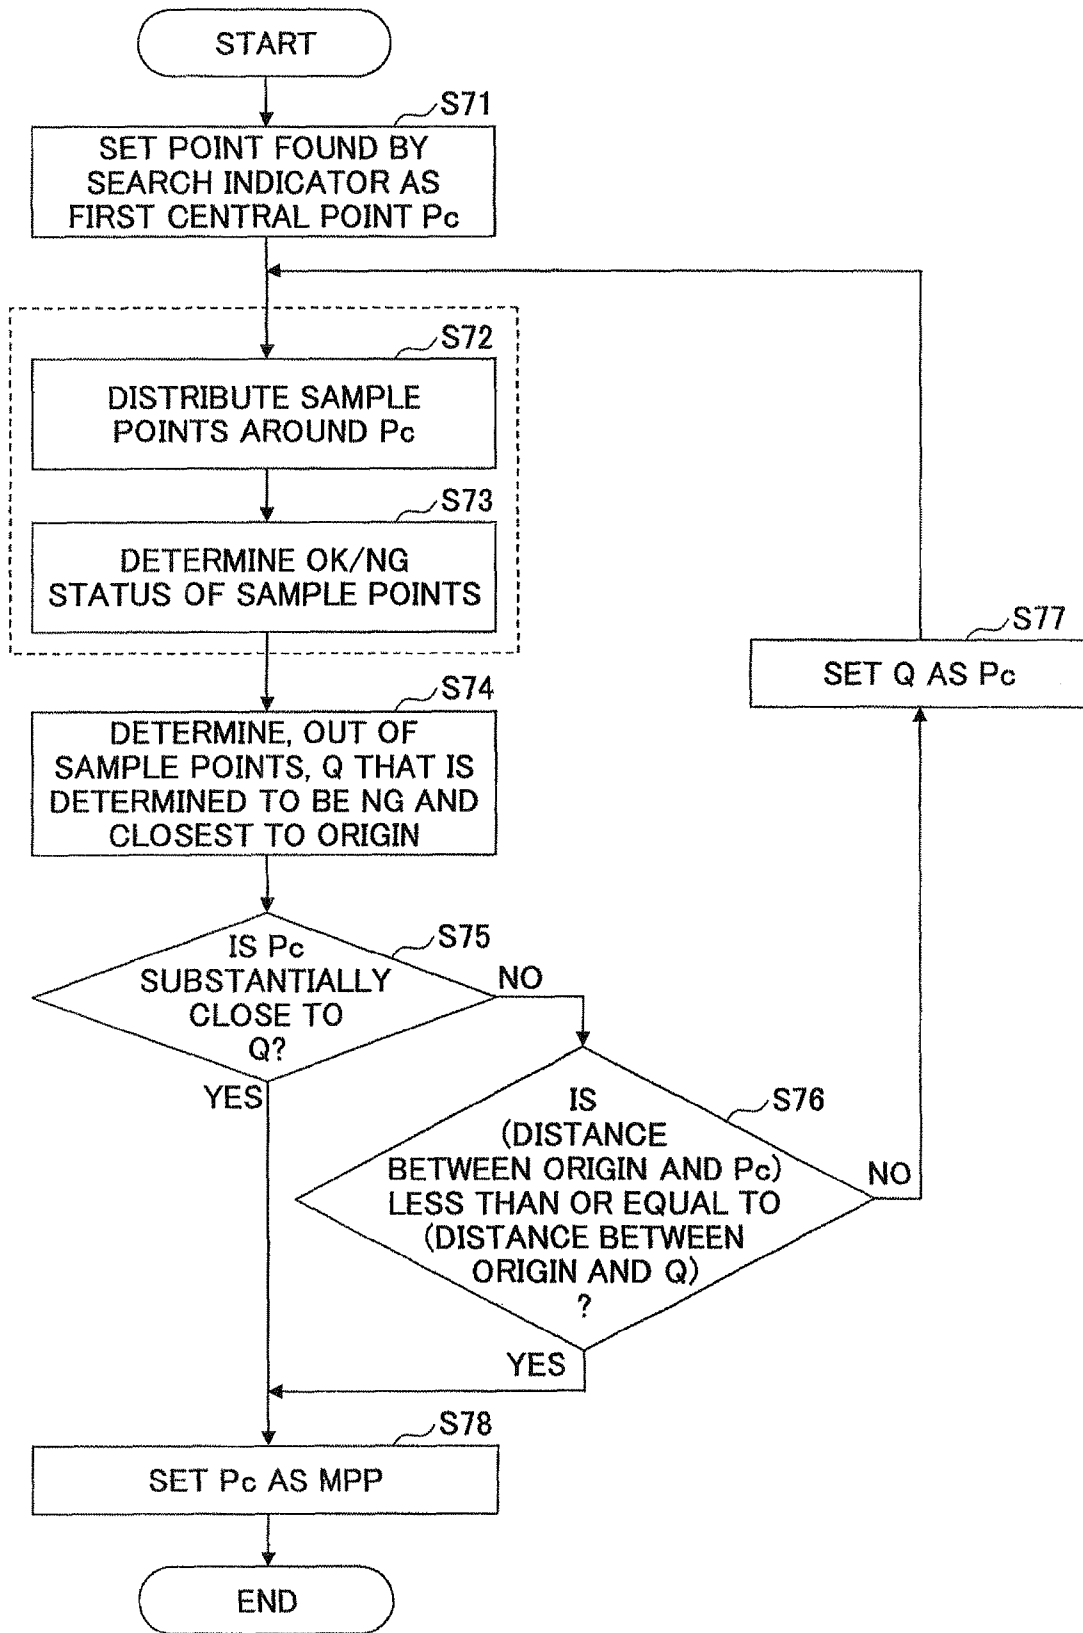 START
S71
SET POINT FOUND BY
SEARCH INDICATOR AS
FIRST CENTRAL POINT Pc
S72
DISTRIBUTE SAMPLE
POINTS AROUND Pc
S73
DETERMINE OK/NG
STATUS OF SAMPLE POINTS
S74
DETERMINE, OUT OF
SAMPLE POINTS, Q THAT IS
DETERMINED TO BE NG AND
CLOSEST TO ORIGIN
S75
IS Pc
SUBSTANTIALLY
CLOSE TO
Q?
NO
YES
S76
IS
(DISTANCE
BETWEEN ORIGIN AND Pc)
LESS THAN OR EQUAL TO
(DISTANCE BETWEEN
ORIGIN AND Q)
?
NO
YES
S77
SET Q AS Pc
S78
SET Pc AS MPP
END